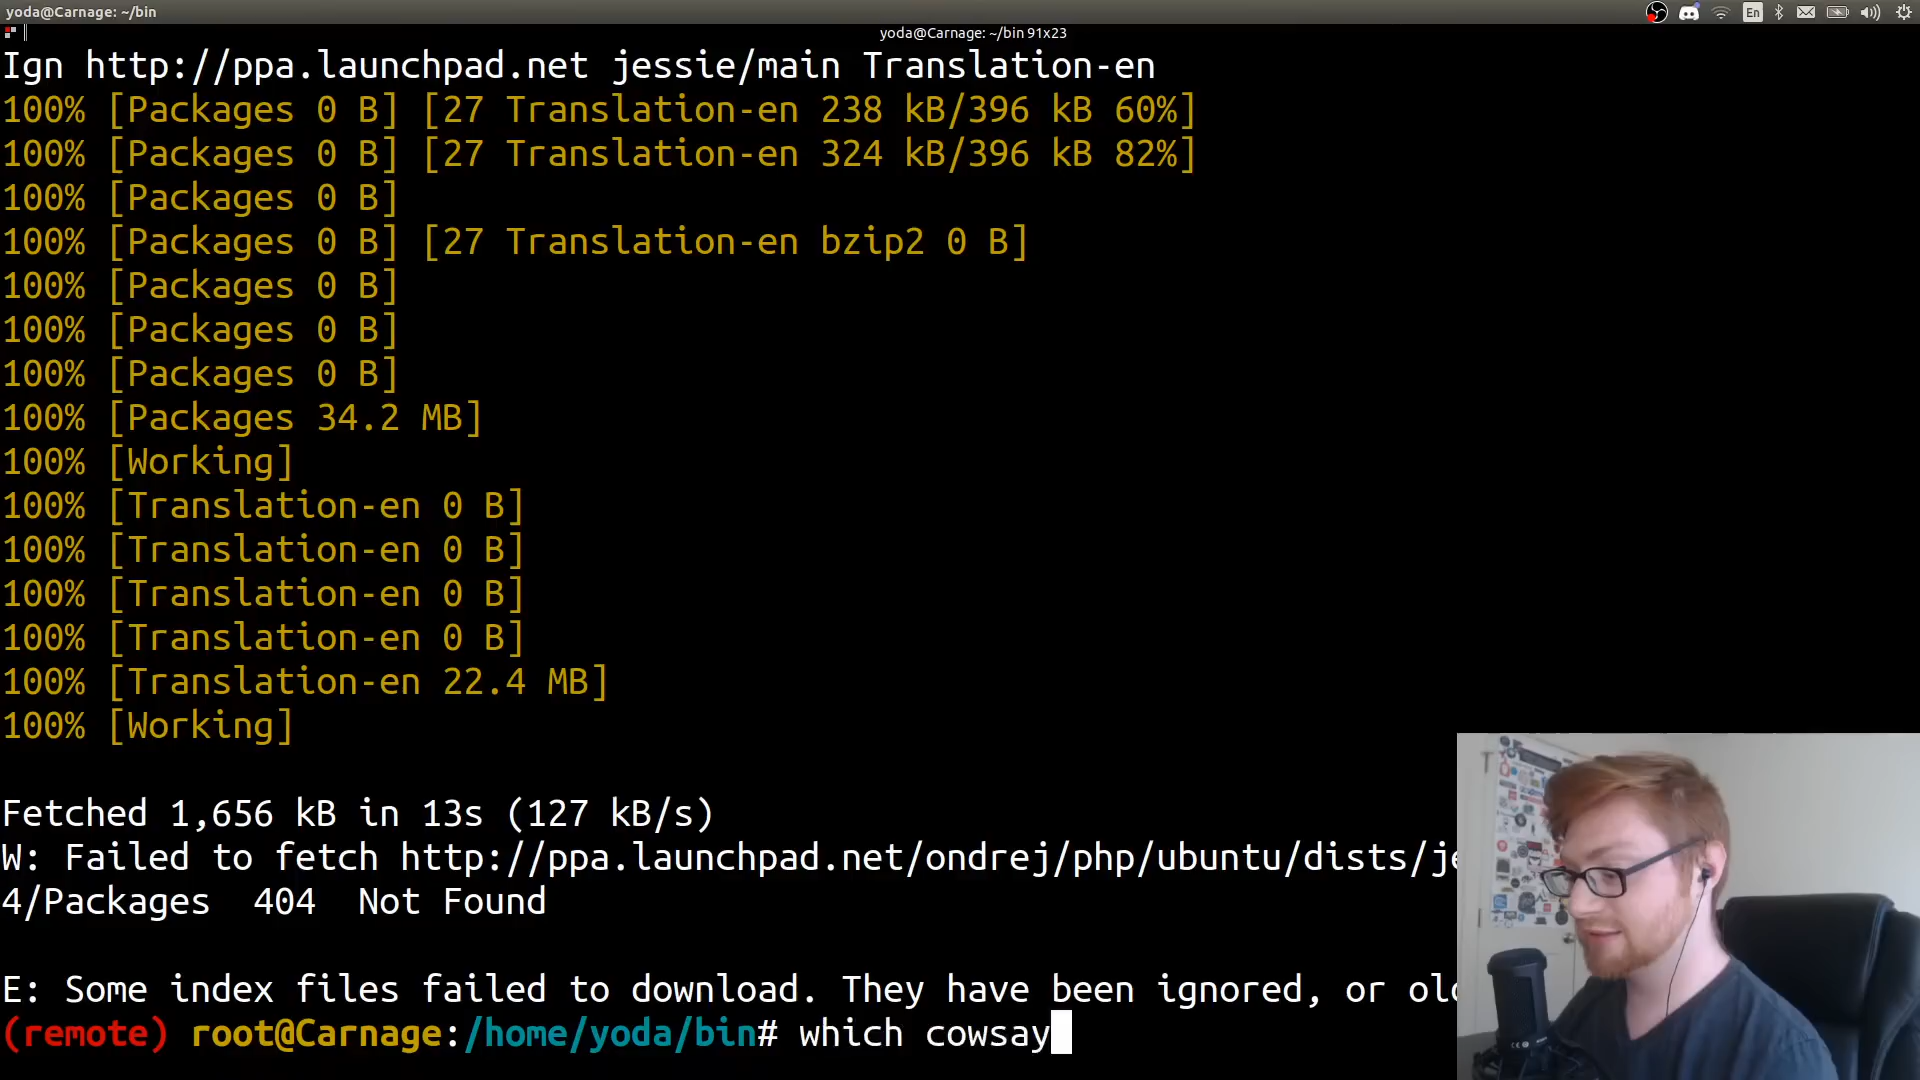 yoda@Carnage: ~/bin
En
yoda@Carnage: ~/bin 91x23
Ign http://ppa.launchpad.net jessie/main Translation-en
100% [Packages 0 B] [27 Translation-en 238 kB/396 kB 60%]
100% [Packages 0 B] [27 Translation-en 324 kB/396 kB 82%]
100% [Packages 0 B]
100% [Packages 0 B] [27 Translation-en bzip2 0 B]
100% [Packages 0 B]
100% [Packages 0 B]
100% [Packages 0 B]
100% [Packages 34.2 MB]
100% [Working]
100% [Translation-en 0 B]
100% [Translation-en 0 B]
100% [Translation-en 0 B]
100% [Translation-en 0 B]
100% [Translation-en 22.4 MB]
100% [Working]
Fetched 1,656 kB in 13s (127 kB/s)
W: Failed to fetch http://ppa.launchpad.net/ondrej/php/ubuntu/dists/je
4/Packages  404  Not Found
E: Some index files failed to download. They have been ignored, or old
(remote) root@Carnage:/home/yoda/bin# which cowsay